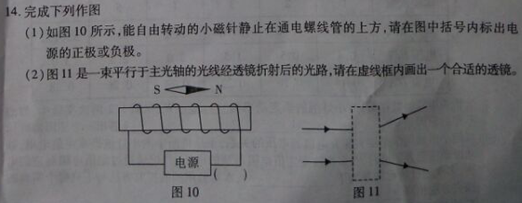 14. 完成下列作图
(1)如图10所示,能自由转动的小磁针静止在通电螺线管的上方,请在图中括号内标出电
源的正极或负极。
(2)图11是一束平行于主光轴的光线经透镜折射后的光路,请在虚线框内画出一个合适的透镜。
S N
电源
( )
图10 图11